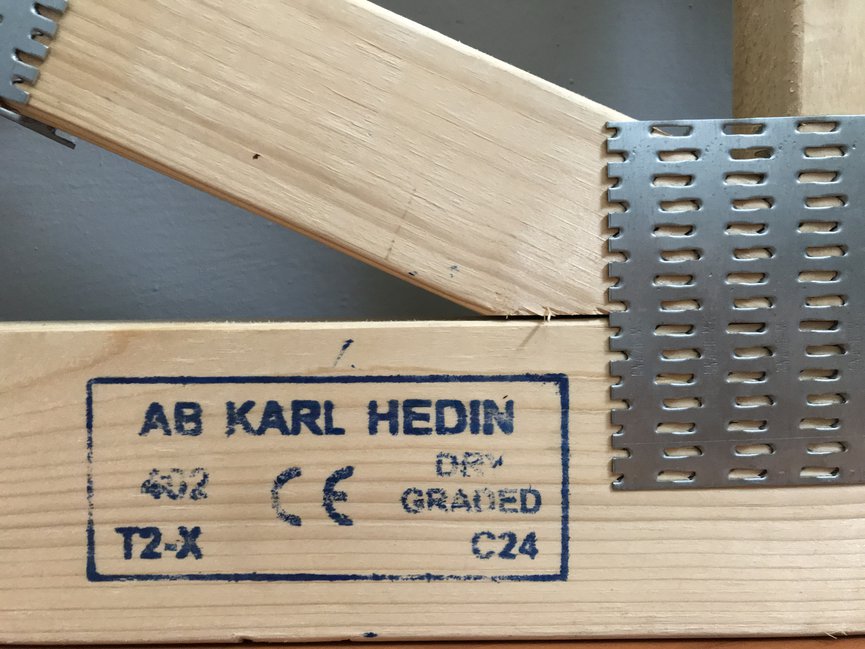 AB KARL HEDIN
402 CE DRY
GRADED
T2-X C24